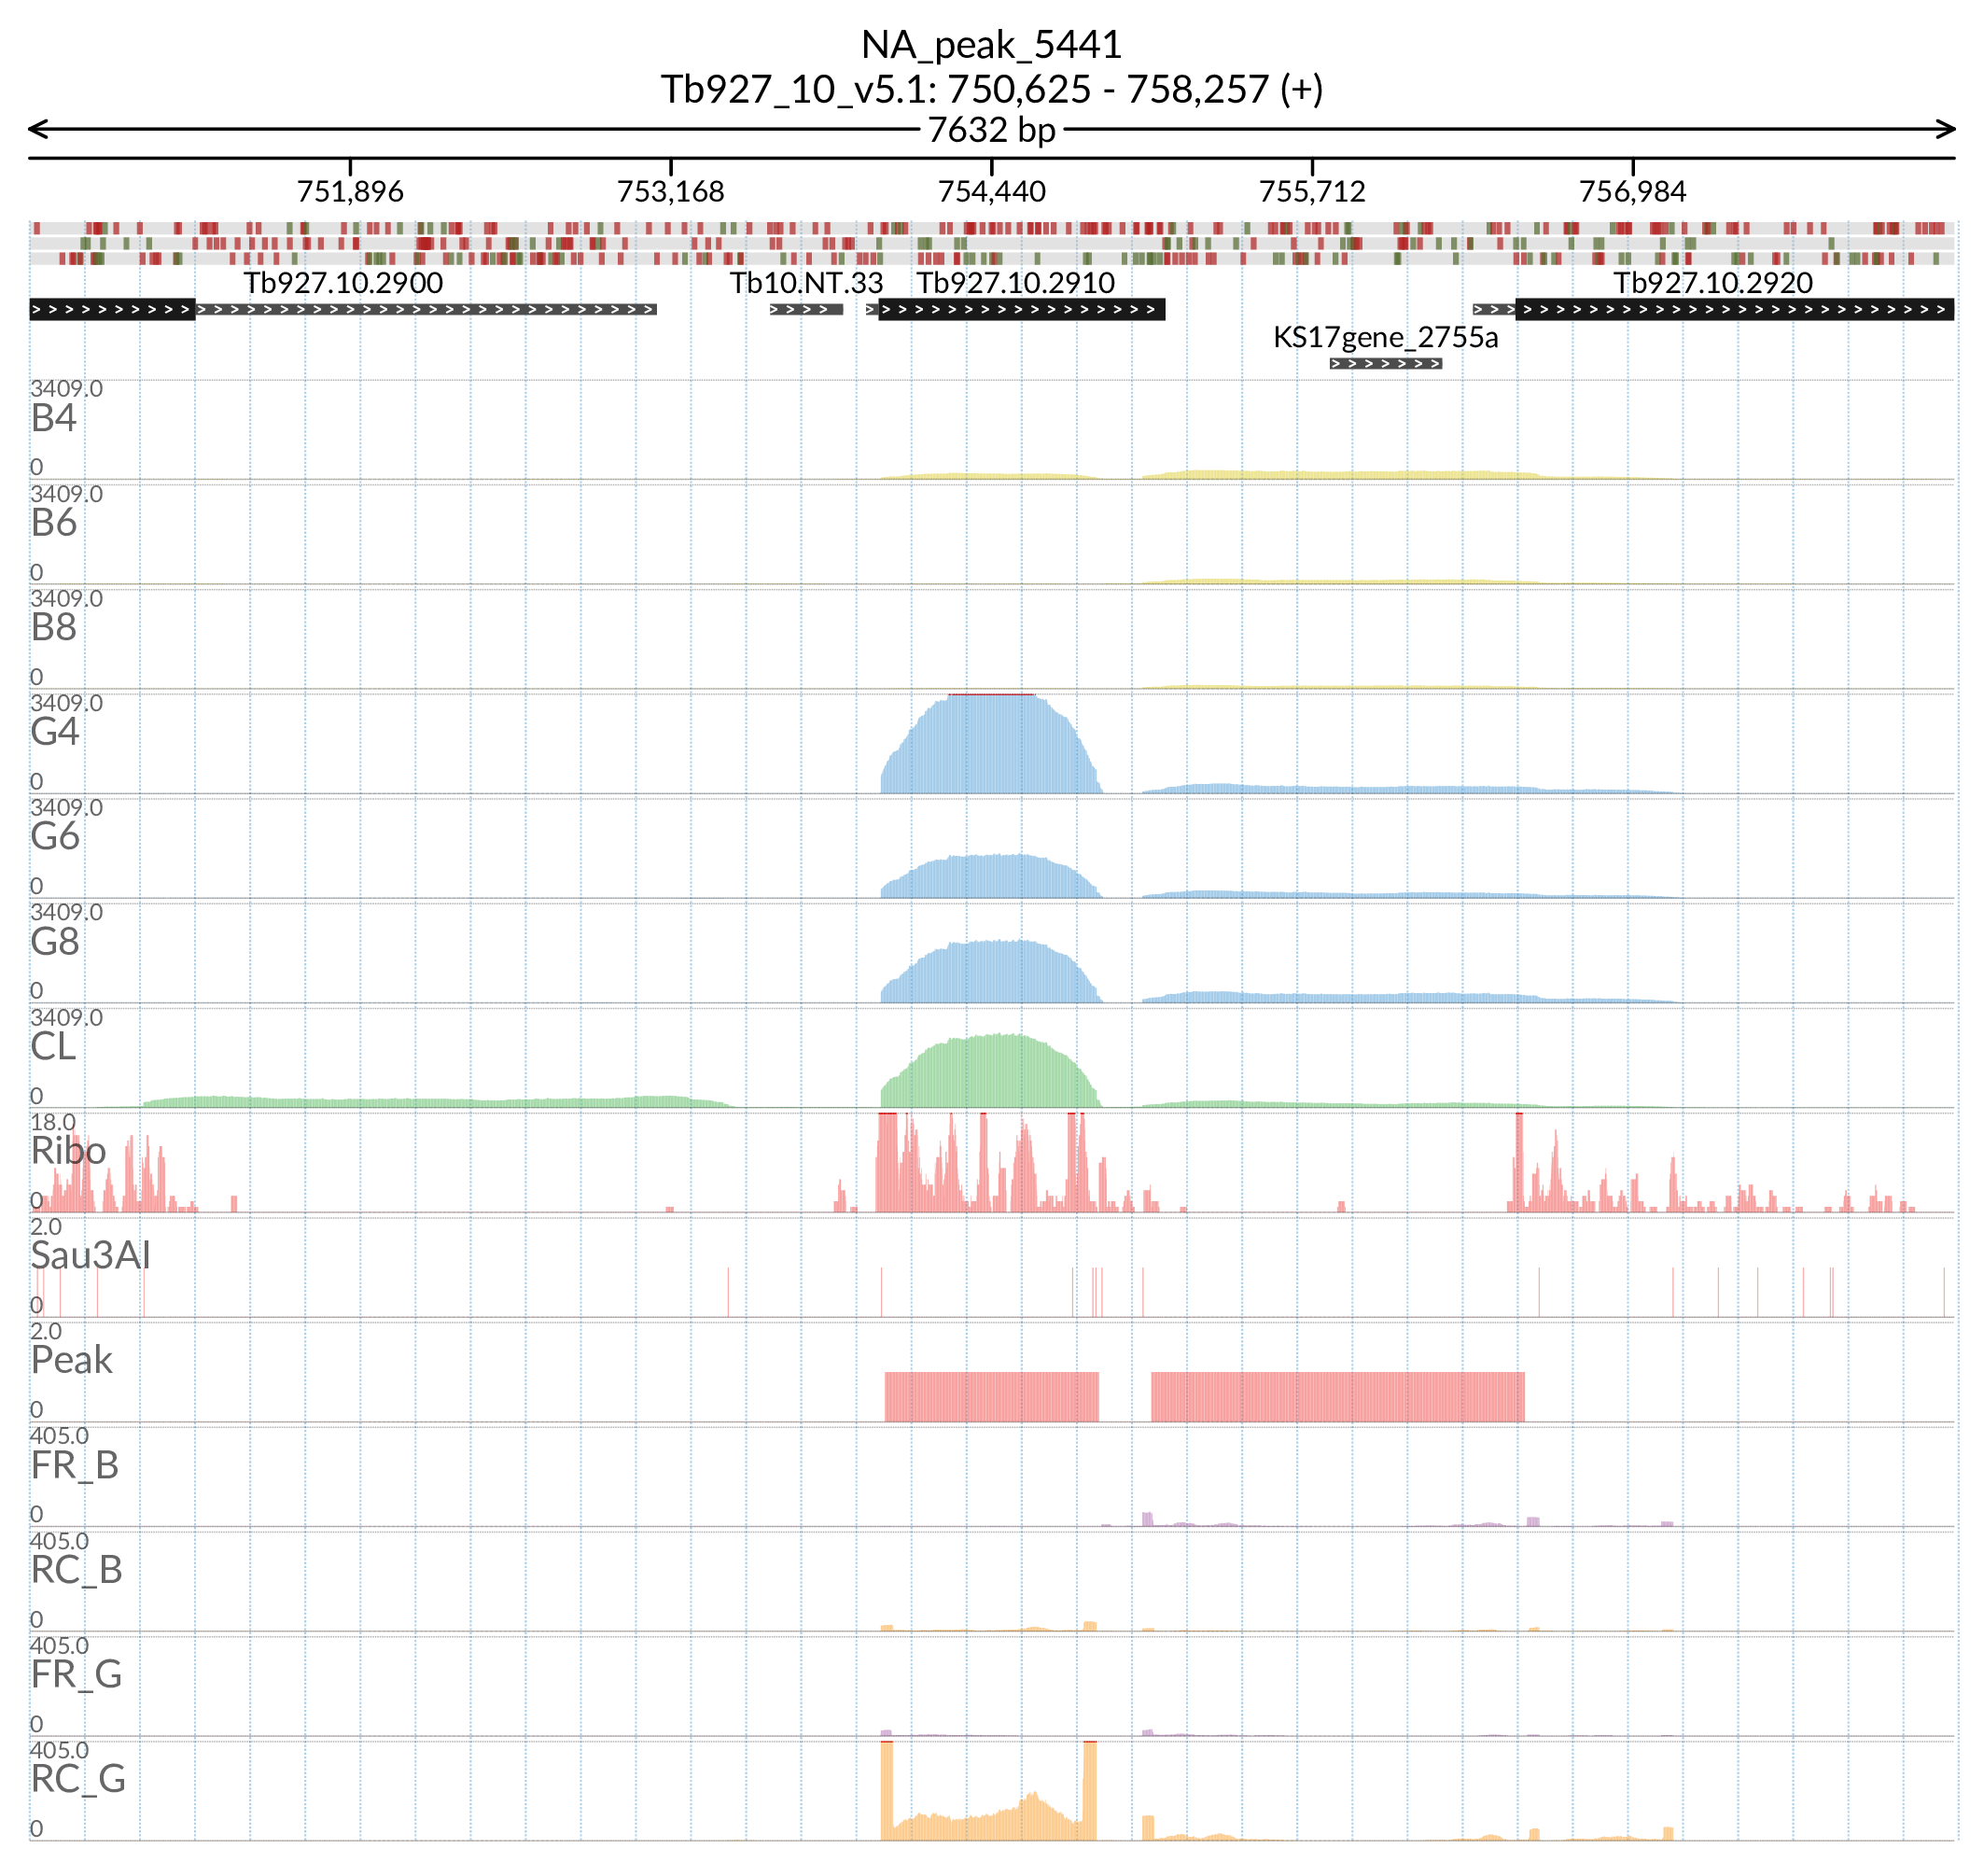 NA_peak_5441
Tb927_10_v5.1: 750,625 - 758,257 (+)
7632 bp
751,896 753,168 754,440 755,712 756,984
Tb927.10.2900 Tb10.NT.33 Tb927.10.2910 Tb927.10.2920
KS17gene_2755a
3409.0
B4
0
3409.0
B6
0
3409.0
B8
0
3409.0
G4
0
3409.0
G6
0
3409.0
G8
0
3409.0
CL
0
18.0
Ribo
0
2.0
Sau3AI
0
2.0
Peak
0
405.0
FR_B
0
405.0
RC_B
0
405.0
FR_G
0
405.0
RC_G
0